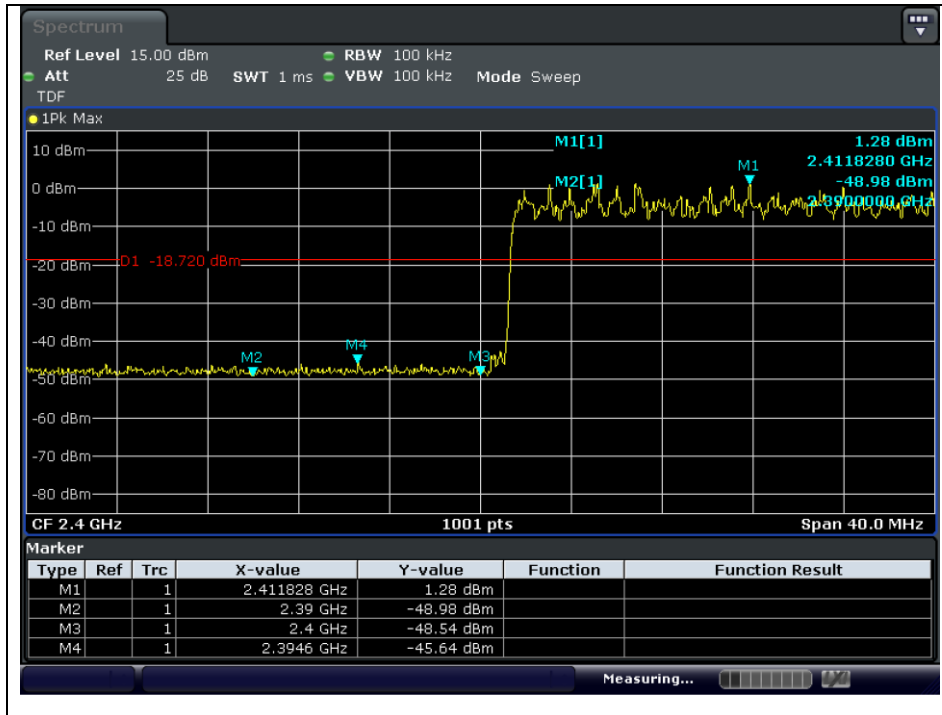 Spectrum
Ref Level 15.00 dBm RBW 100 kHz
Att 25 dB SWT 1 ms VBW 100 kHz Mode Sweep
TDF
1Pk Max
M1[1] 1.28 dBm
10 dBm
2.4118280 GHz
M1
M2[1] -48.98 dBm
0 dBm
2.3900000 GHz
-10 dBm
-20 dBm D1 -18.720 dBm
-30 dBm
-40 dBm
M2 M4 M3
-50 dBm
-60 dBm
-70 dBm
-80 dBm
CF 2.4 GHz 1001 pts Span 40.0 MHz
Marker
Type Ref Trc X-value Y-value Function Function Result
M1 1 2.411828 GHz 1.28 dBm
M2 1 2.39 GHz -48.98 dBm
M3 1 2.4 GHz -48.54 dBm
M4 1 2.3946 GHz -45.64 dBm
Measuring...